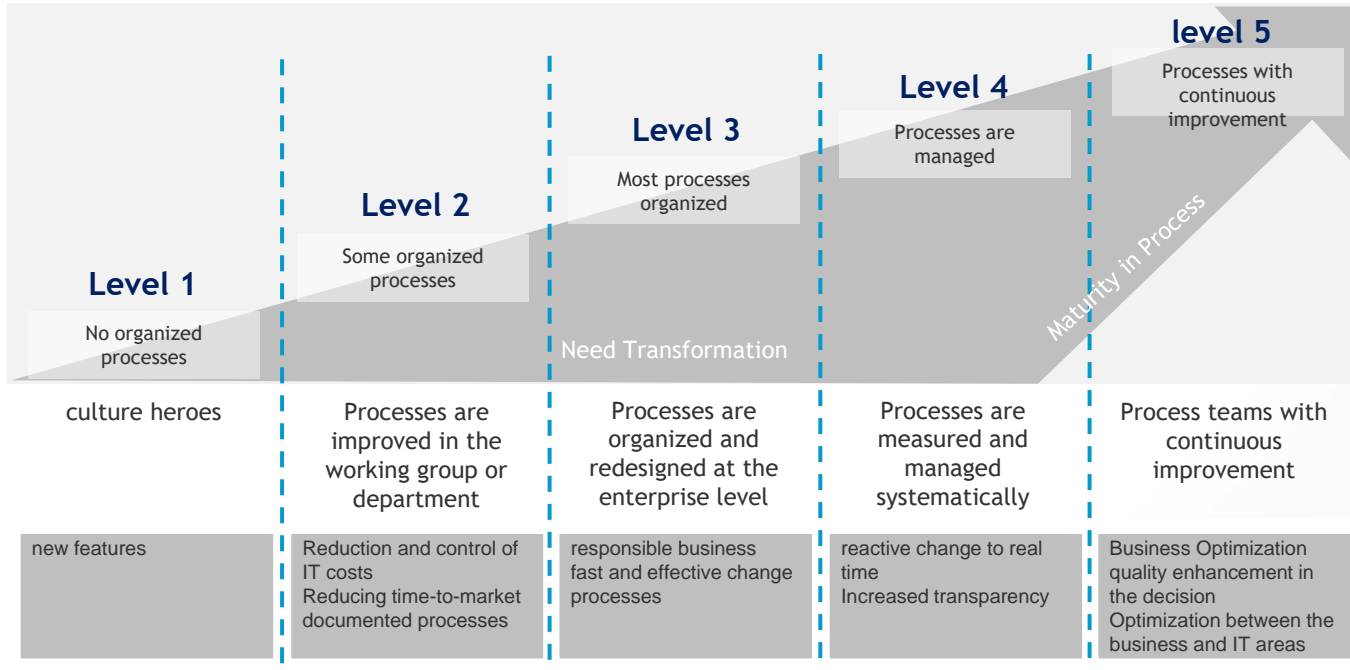 Level 1
No organized
processes
Level 2
Some organized
processes
Level 3
Most processes
organized
Level 4
Processes are
managed
level 5
Processes with
continuous
improvement
Need Transformation
Maturity in Process
culture heroes
Processes are
improved in the
working group or
department
Processes are
organized and
redesigned at the
enterprise level
Processes are
measured and
managed
systematically
Process teams with
continuous
improvement
new features
Reduction and control of
IT costs
Reducing time-to-market
documented processes
responsible business
fast and effective change
processes
reactive change to real
time
Increased transparency
Business Optimization
quality enhancement in
the decision
Optimization between the
business and IT areas